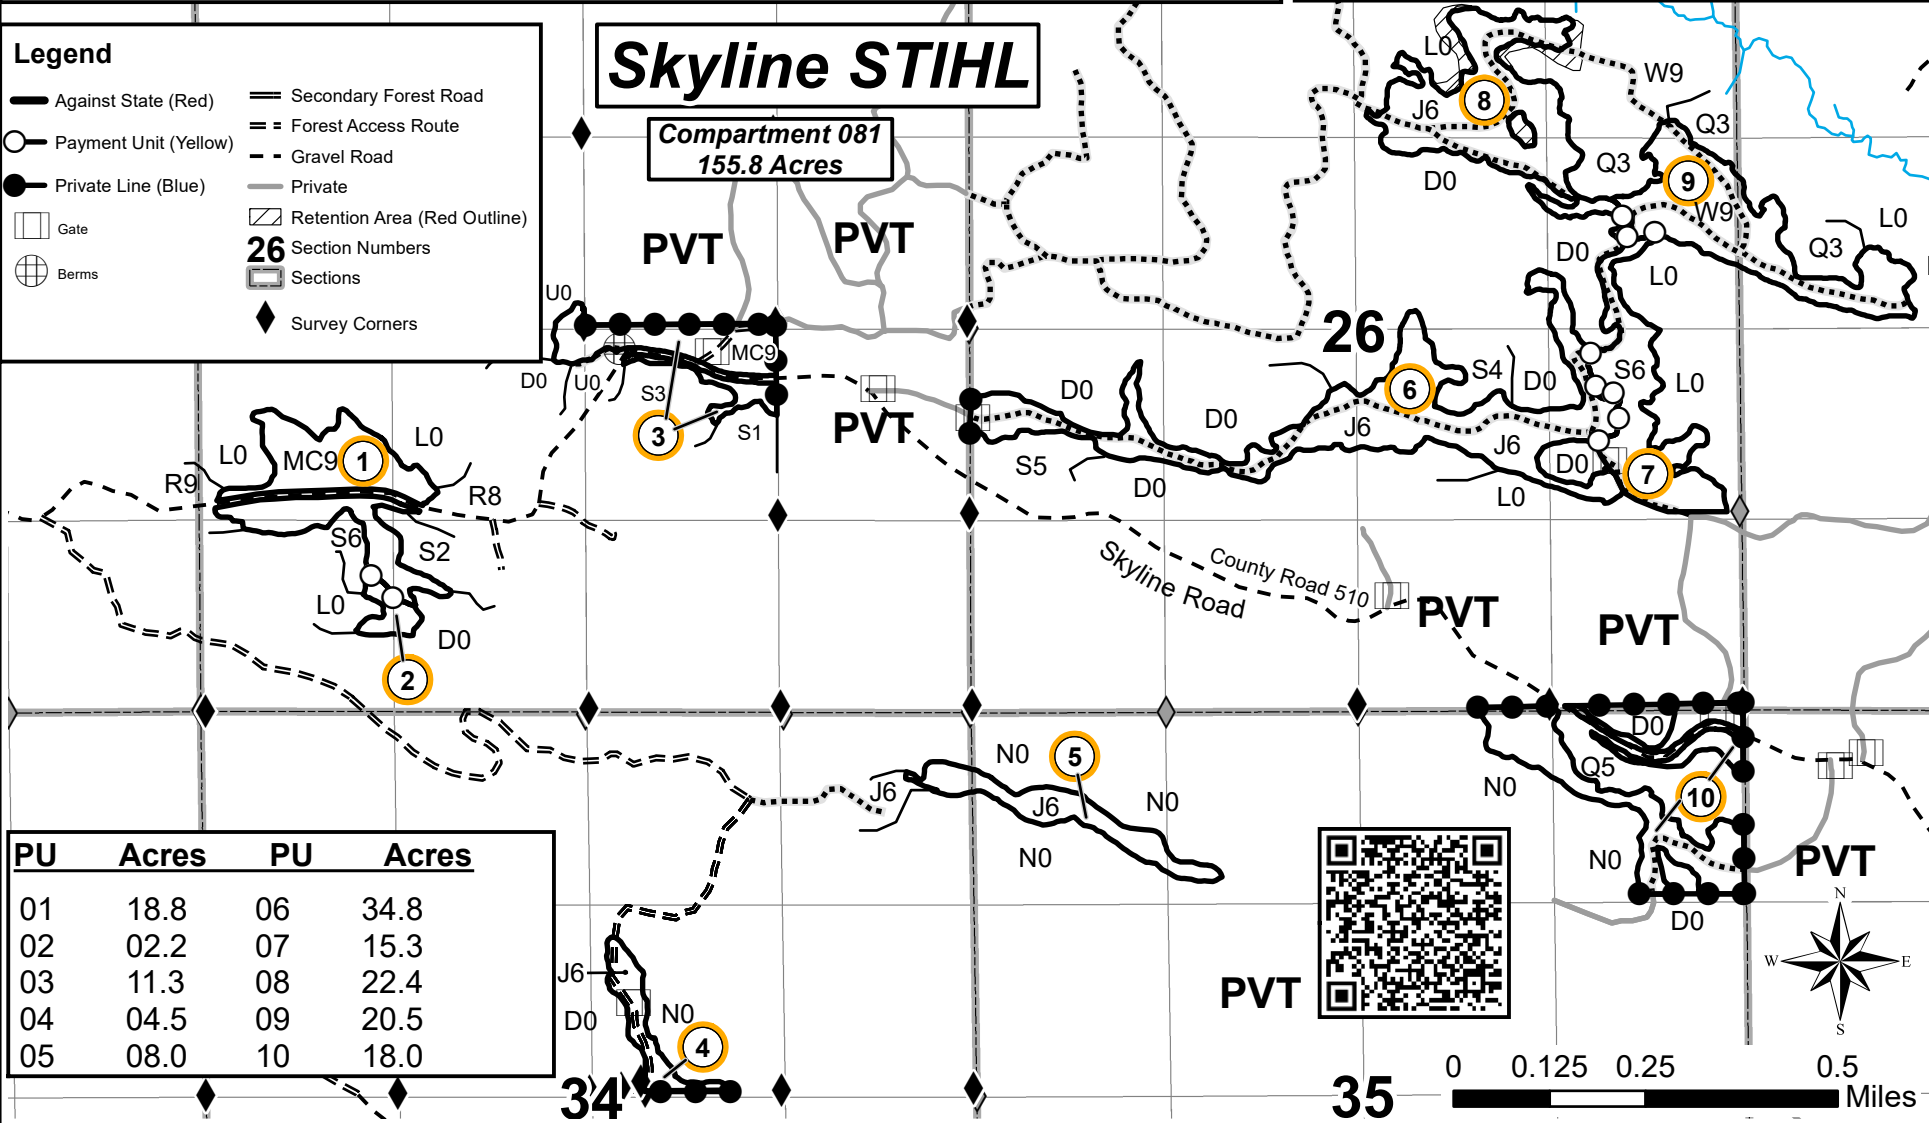 Legend
Against State (Red)
Payment Unit (Yellow)
Private Line (Blue)
Gate
Berms
Secondary Forest Road
Forest Access Route
Gravel Road
Private
Retention Area (Red Outline)
26 Section Numbers
Sections
Survey Corners
Skyline STIHL
Compartment 081
155.8 Acres
PVT
PVT
PVT
PVT
PVT
PVT
PVT
L0
J6
8
D0
W9
Q3
Q3
9
W9
L0
Q3
D0
L0
26
U0
MC9
D0
U0
S3
3
S1
D0
D0
S5
D0
6
S4
D0
S6
L0
J6
J6
D0
7
L0
L0
MC9
1
L0
R9
R8
S6
S2
L0
D0
2
Skyline Road
County Road 510
N0
5
J6
J6
N0
N0
D0
Q5
N0
10
N0
D0
J6
D0
N0
4
34
35
PU Acres PU Acres
01 18.8 06 34.8
02 02.2 07 15.3
03 11.3 08 22.4
04 04.5 09 20.5
05 08.0 10 18.0
N
W E
S
0 0.125 0.25 0.5
Miles